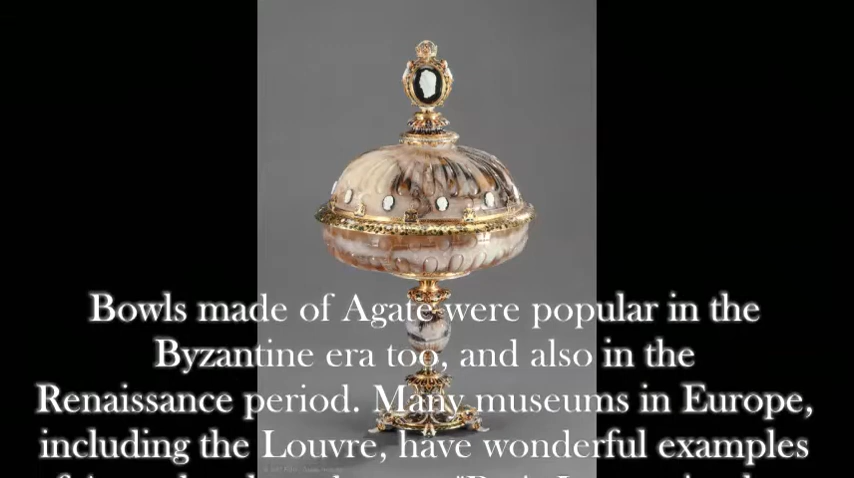 Bowls made of Agate were popular in the
Byzantine era too, and also in the
Renaissance period. Many museums in Europe,
including the Louvre, have wonderful examples